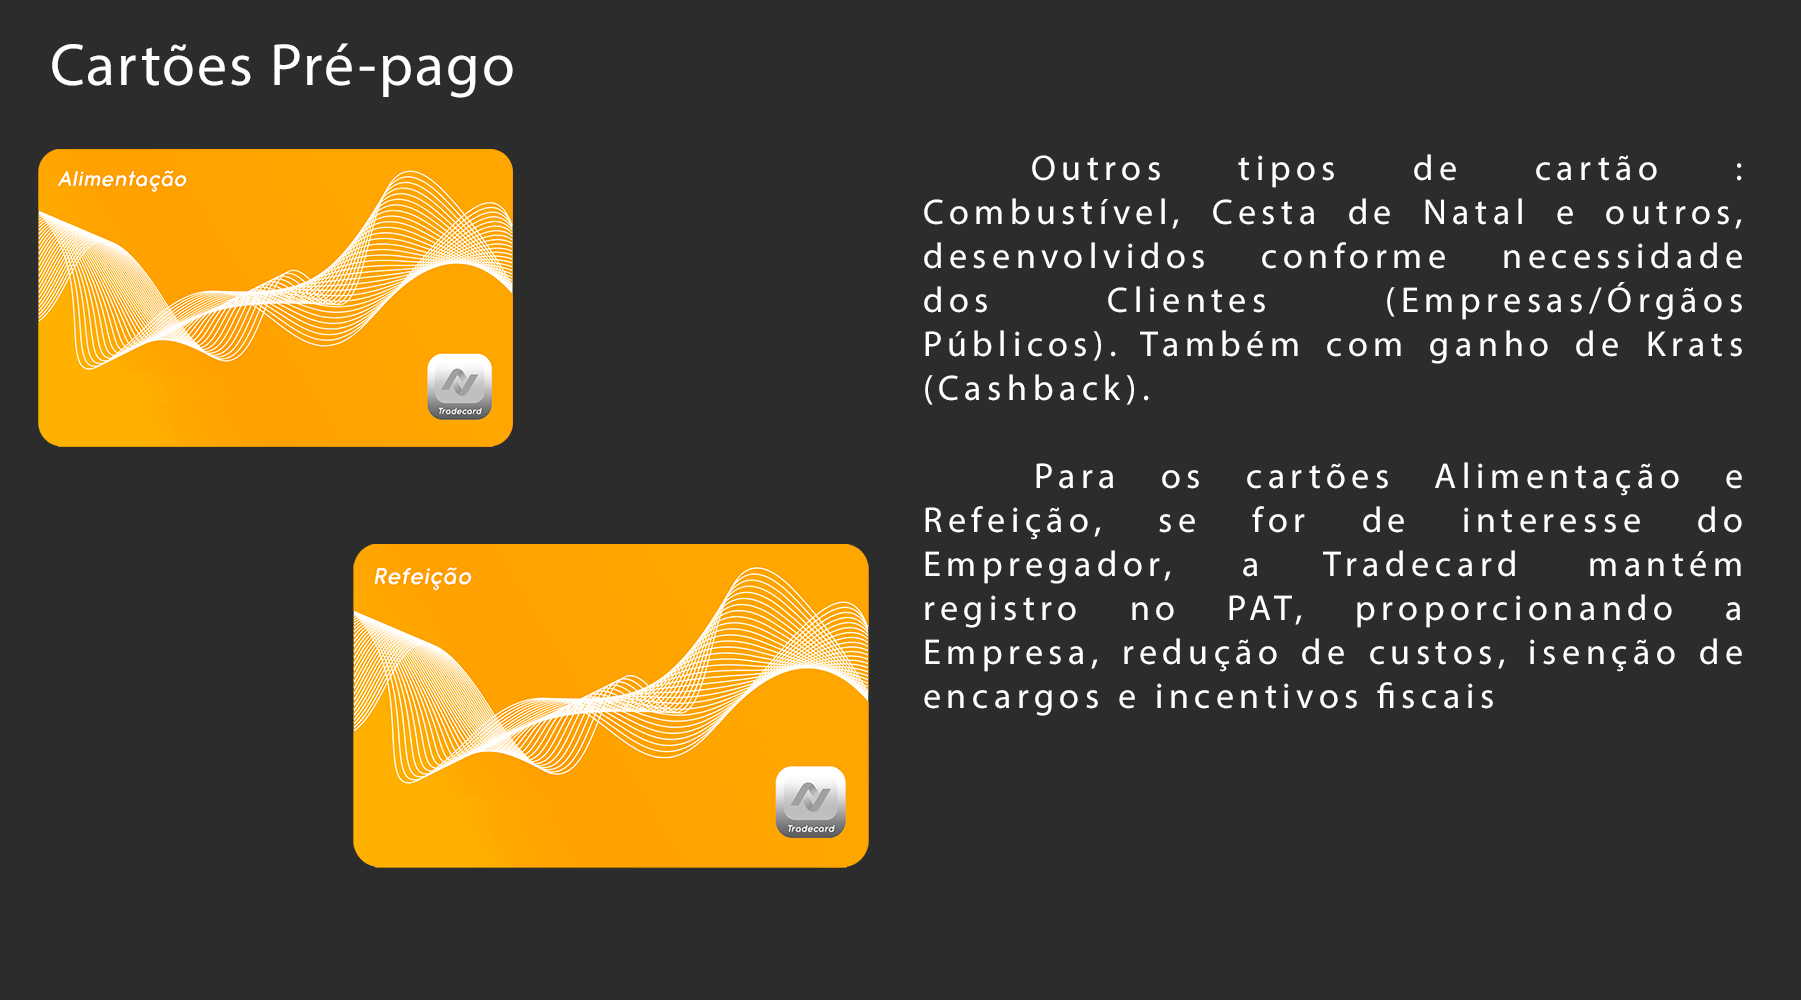 Cartões Pré-pago
Alimentação
Tradecard
Refeição
Tradecard
Outros tipos de cartão :
Combustível, Cesta de Natal e outros,
desenvolvidos conforme necessidade
dos Clientes (Empresas/Órgãos
Públicos). Também com ganho de Krats
(Cashback).
Para os cartões Alimentação e
Refeição, se for de interesse do
Empregador, a Tradecard mantém
registro no PAT, proporcionando a
Empresa, redução de custos, isenção de
encargos e incentivos fiscais